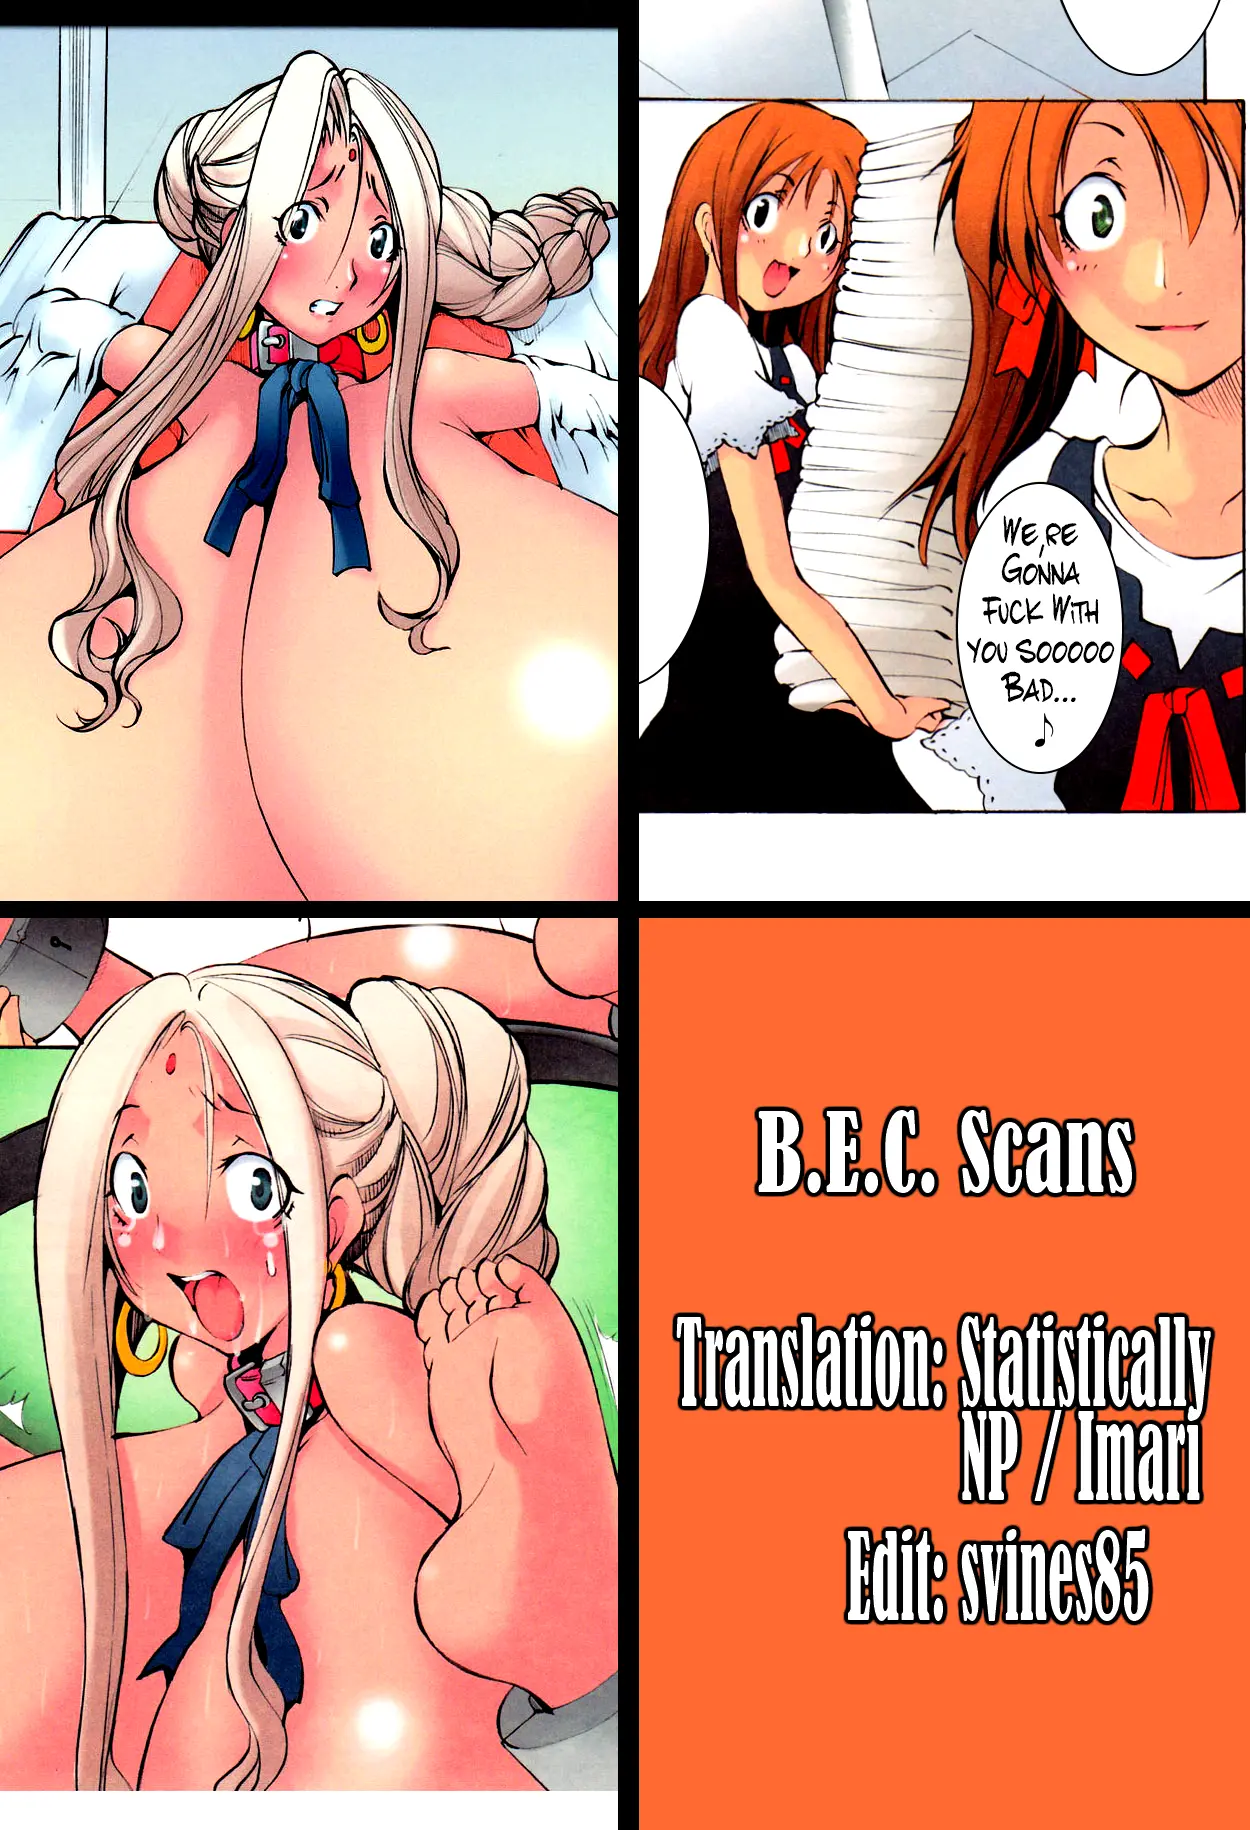 WE'RE
GONNA
FUCK WITH
YOU SOOOOO
BAD...
♪
B.E.C. Scans
Translation: Statistically
NP / Imari
Edit: svines85